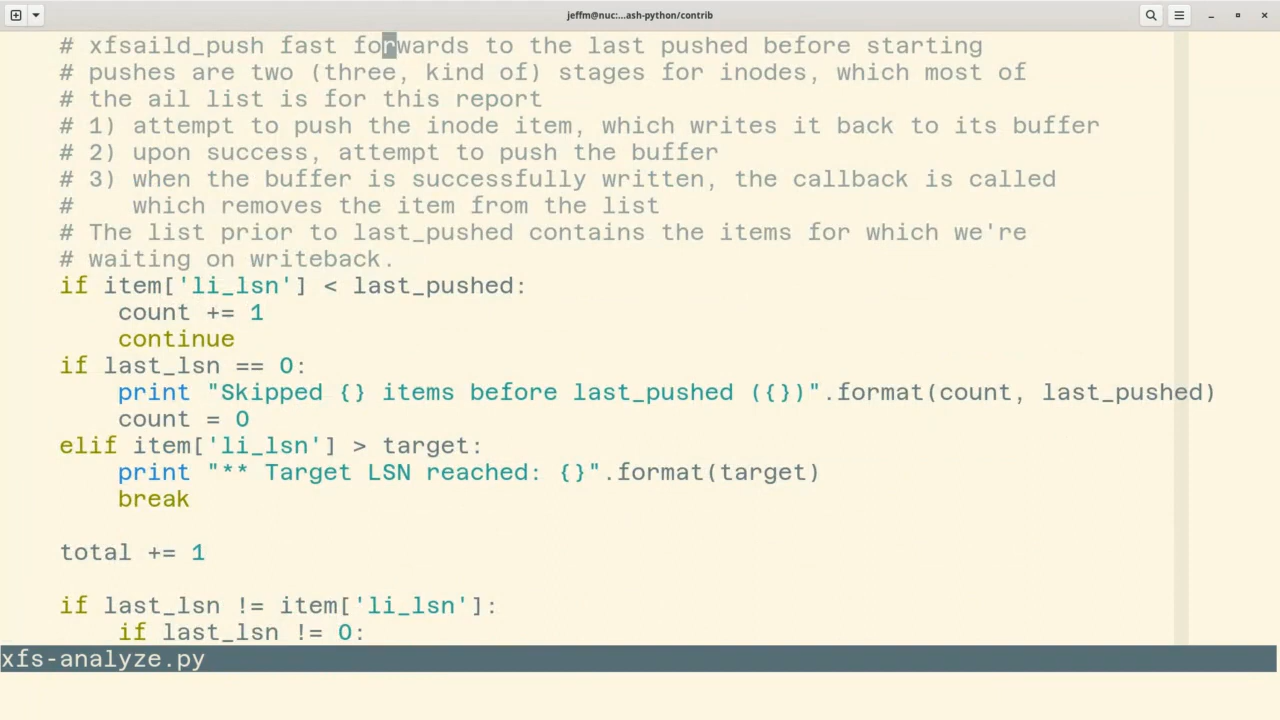 jeffm@nuc:...ash-python/contrib
# xfsaild_push fast forwards to the last pushed before starting
# pushes are two (three, kind of) stages for inodes, which most of
# the ail list is for this report
# 1) attempt to push the inode item, which writes it back to its buffer
# 2) upon success, attempt to push the buffer
# 3) when the buffer is successfully written, the callback is called
#    which removes the item from the list
# The list prior to last_pushed contains the items for which we're
# waiting on writeback.
if item['li_lsn'] < last_pushed:
    count += 1
    continue
if last_lsn == 0:
    print "Skipped {} items before last_pushed ({})".format(count, last_pushed)
    count = 0
elif item['li_lsn'] > target:
    print "** Target LSN reached: {}".format(target)
    break
total += 1
if last_lsn != item['li_lsn']:
    if last_lsn != 0:
xfs-analyze.py